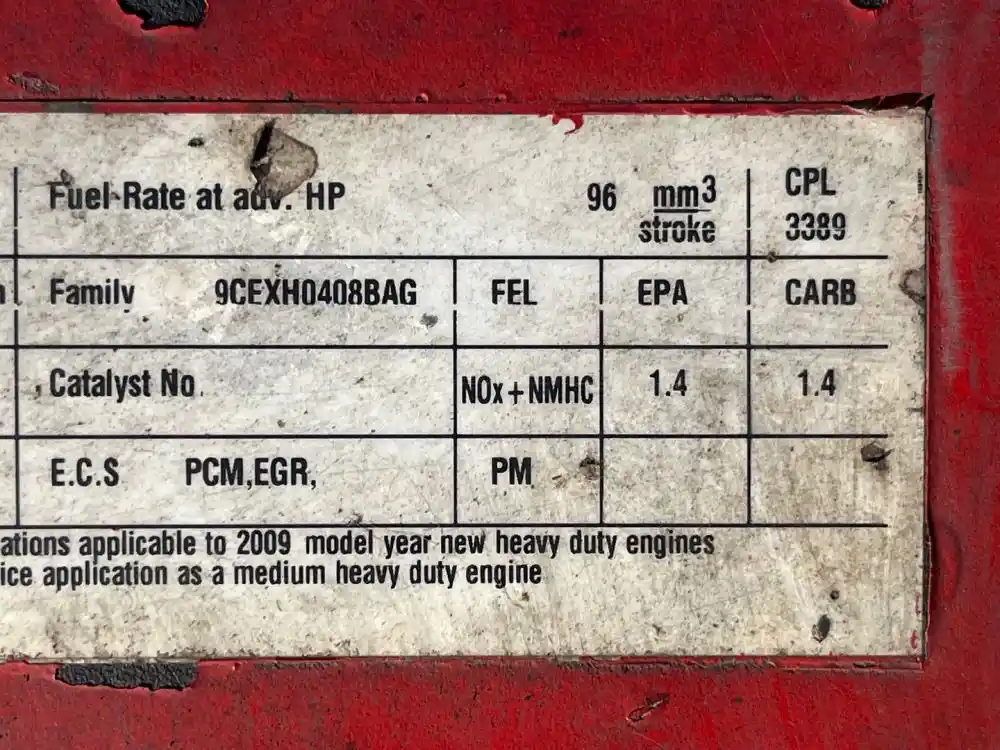 Fuel Rate at adv. HP 96 mm3 CPL
stroke 3389
Family 9CEXH0408BAG FEL EPA CARB
Catalyst No. NOx + NMHC 1.4 1.4
E.C.S PCM,EGR, PM
ations applicable to 2009 model year new heavy duty engines
ice application as a medium heavy duty engine